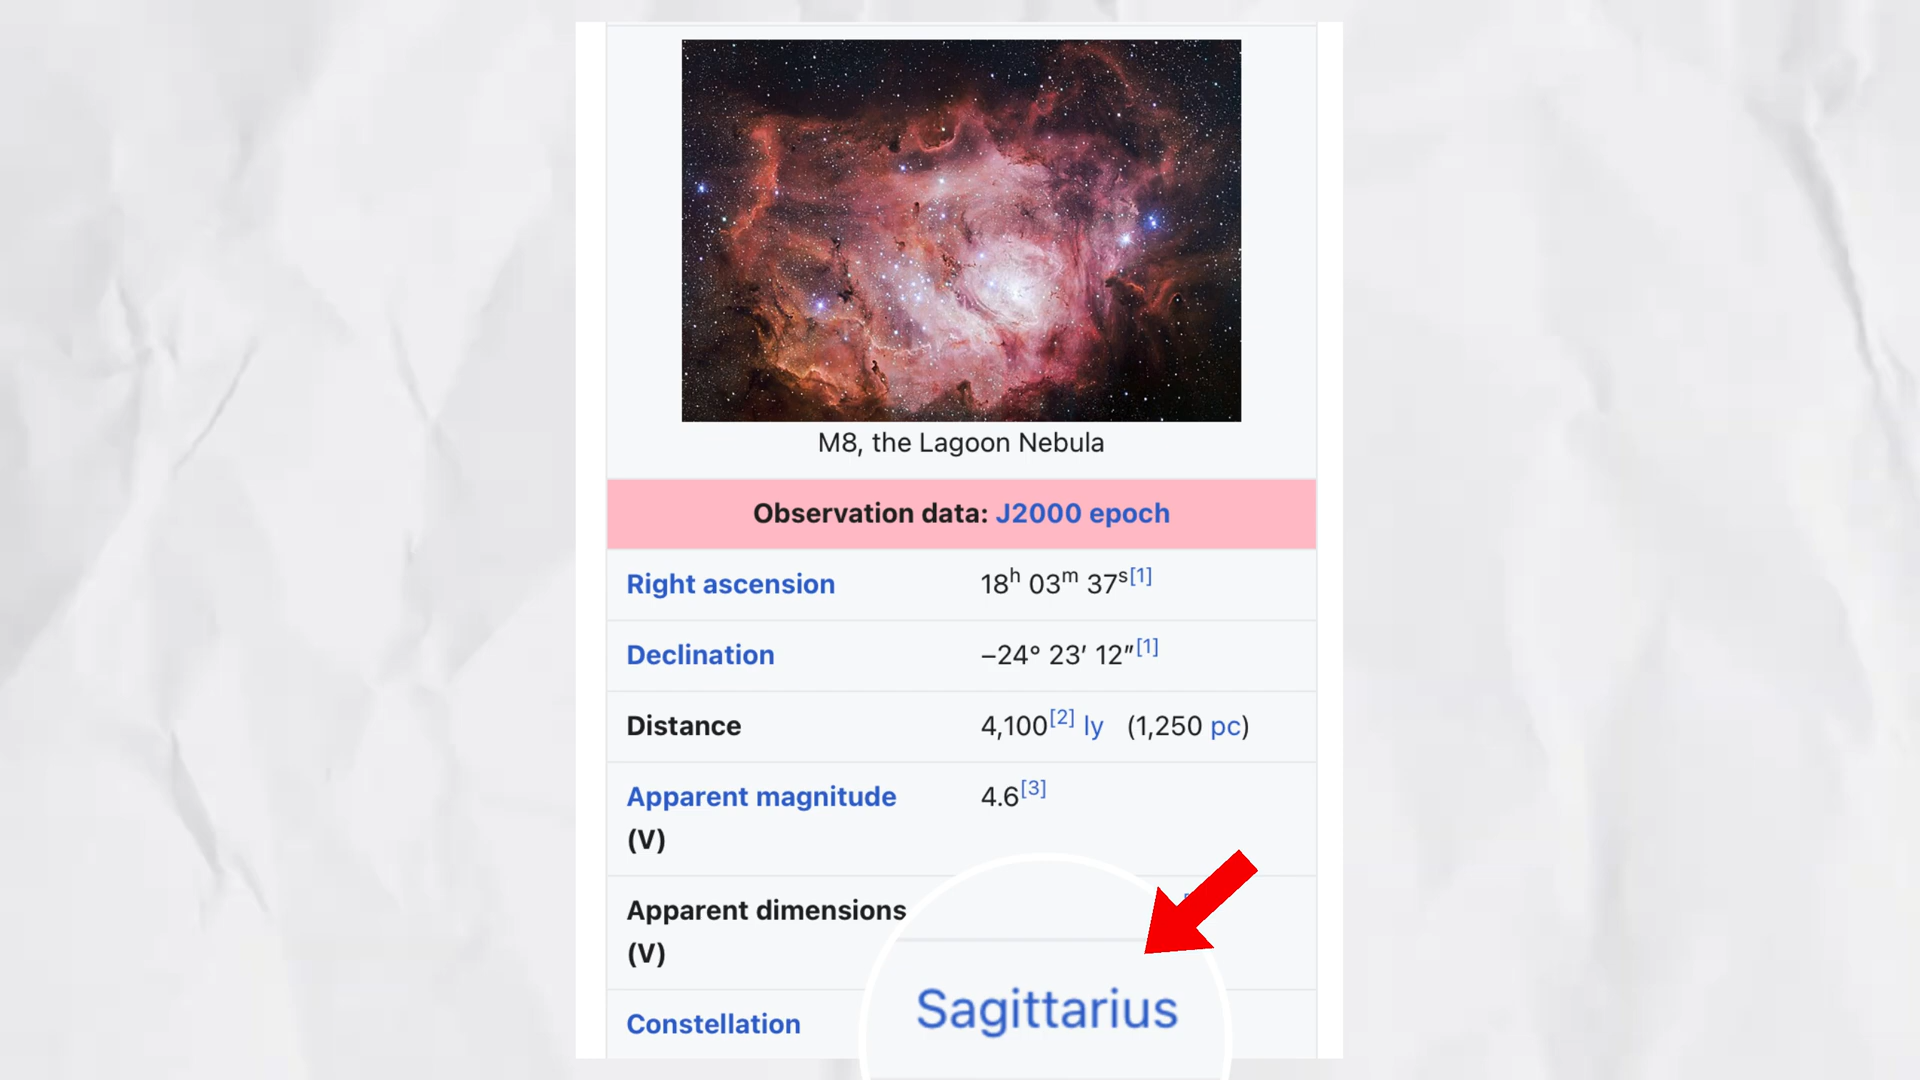 M8, the Lagoon Nebula
Observation data: J2000 epoch
Right ascension 18h 03m 37s[1]
Declination −24° 23′ 12″[1]
Distance 4,100[2] ly (1,250 pc)
Apparent magnitude 4.6[3]
(V)
Apparent dimensions
(V)
Constellation Sagittarius